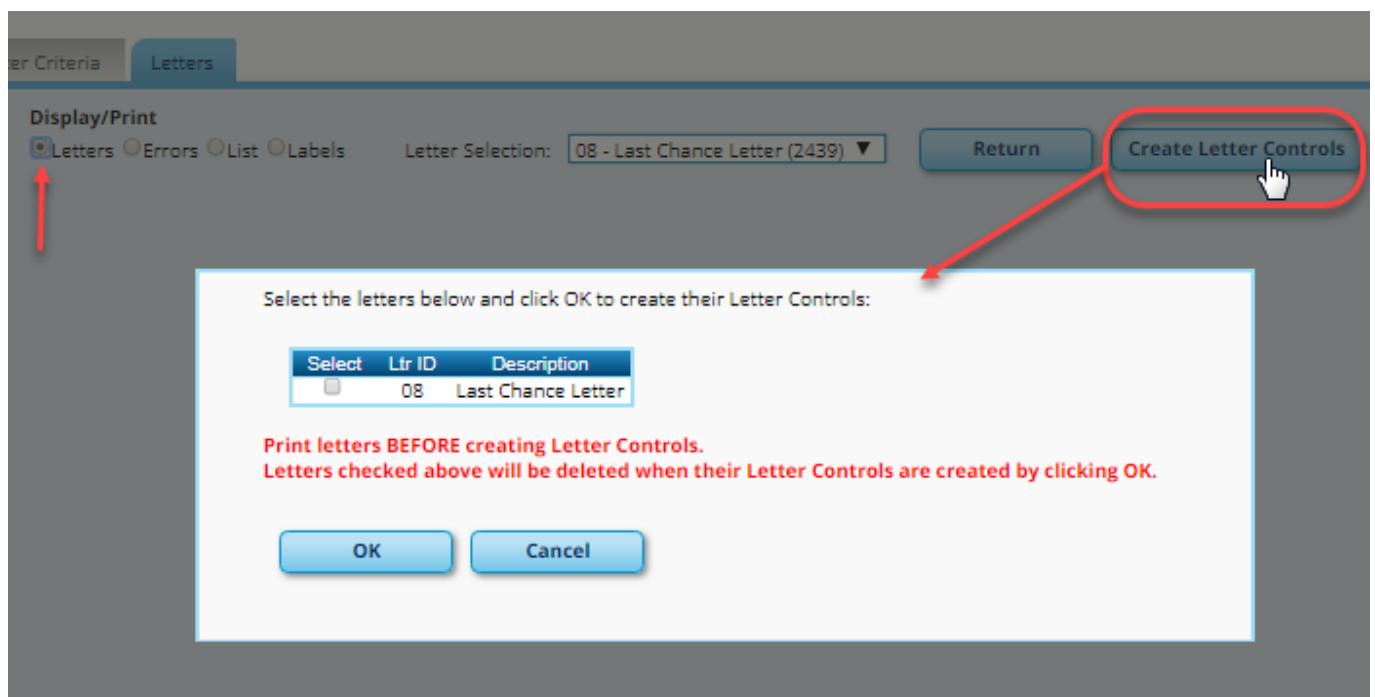 er Criteria Letters
Display/Print
Letters Errors List Labels Letter Selection: 08 - Last Chance Letter (2439) Return Create Letter Controls
Select the letters below and click OK to create their Letter Controls:
Select Ltr ID Description
08 Last Chance Letter
Print letters BEFORE creating Letter Controls.
Letters checked above will be deleted when their Letter Controls are created by clicking OK.
OK Cancel